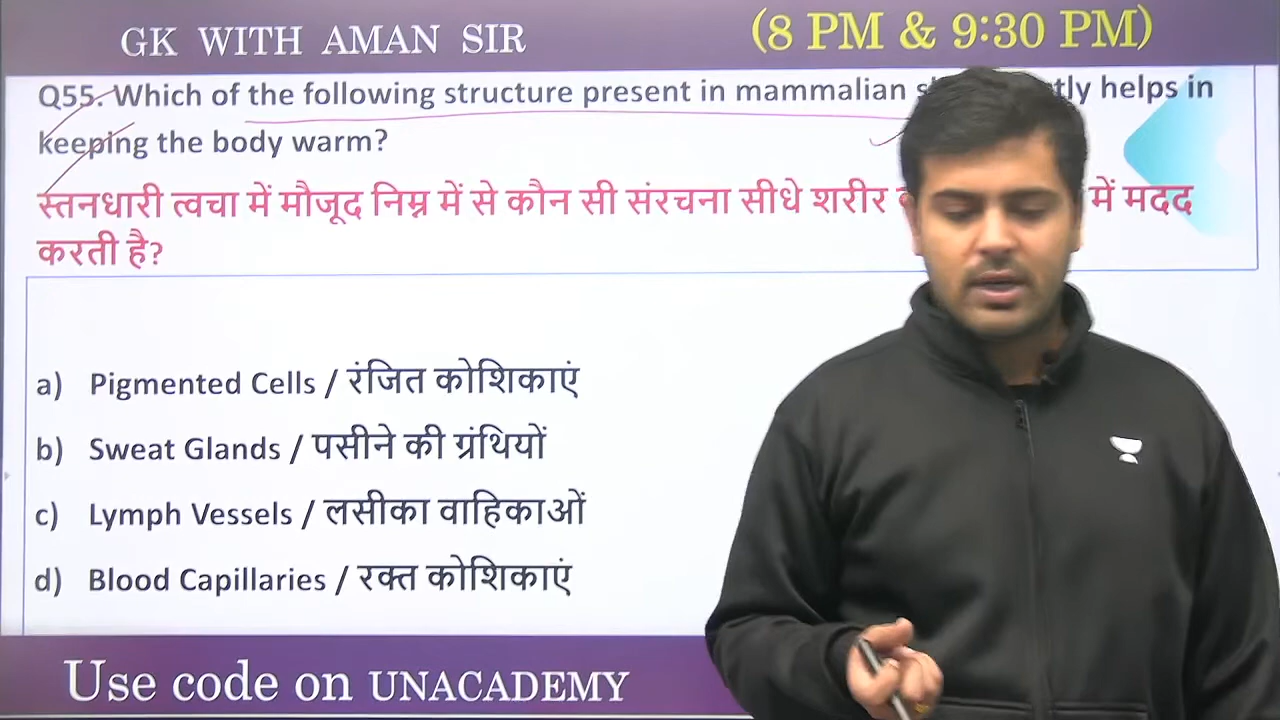 GK WITH AMAN SIR
(8 PM & 9:30 PM)
Q55. Which of the following structure present in mammalian helps in
keeping the body warm?
स्तनधारी त्वचा में मौजूद निम्न में से कौन सी संरचना सीधे शरीर में मदद
करती है?
a) Pigmented Cells / रंजित कोशिकाएं
b) Sweat Glands / पसीने की ग्रंथियों
c) Lymph Vessels / लसीका वाहिकाओं
d) Blood Capillaries / रक्त कोशिकाएं
Use code on UNACADEMY